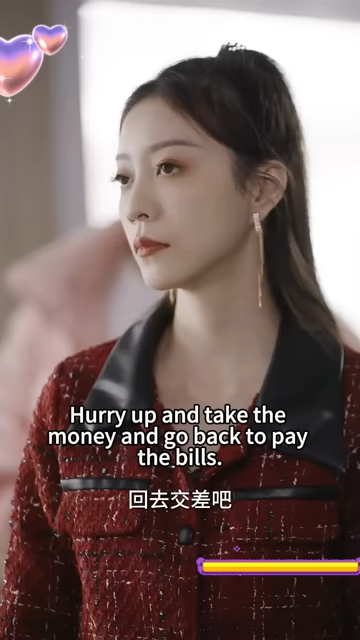 Hurry up and take the
money and go back to pay
the bills.
回去交差吧